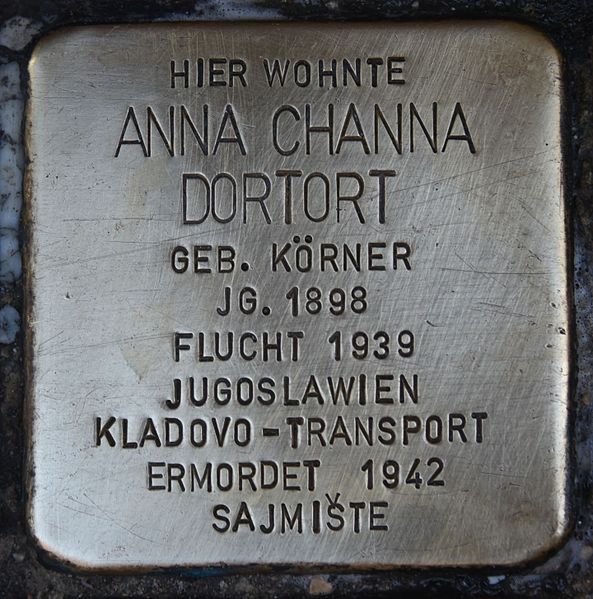 HIER WOHNTE
ANNA CHANNA
DORTORT
GEB. KÖRNER
JG. 1898
FLUCHT 1939
JUGOSLAWIEN
KLADOVO-TRANSPORT
ERMORDET 1942
SAJMIŠTE